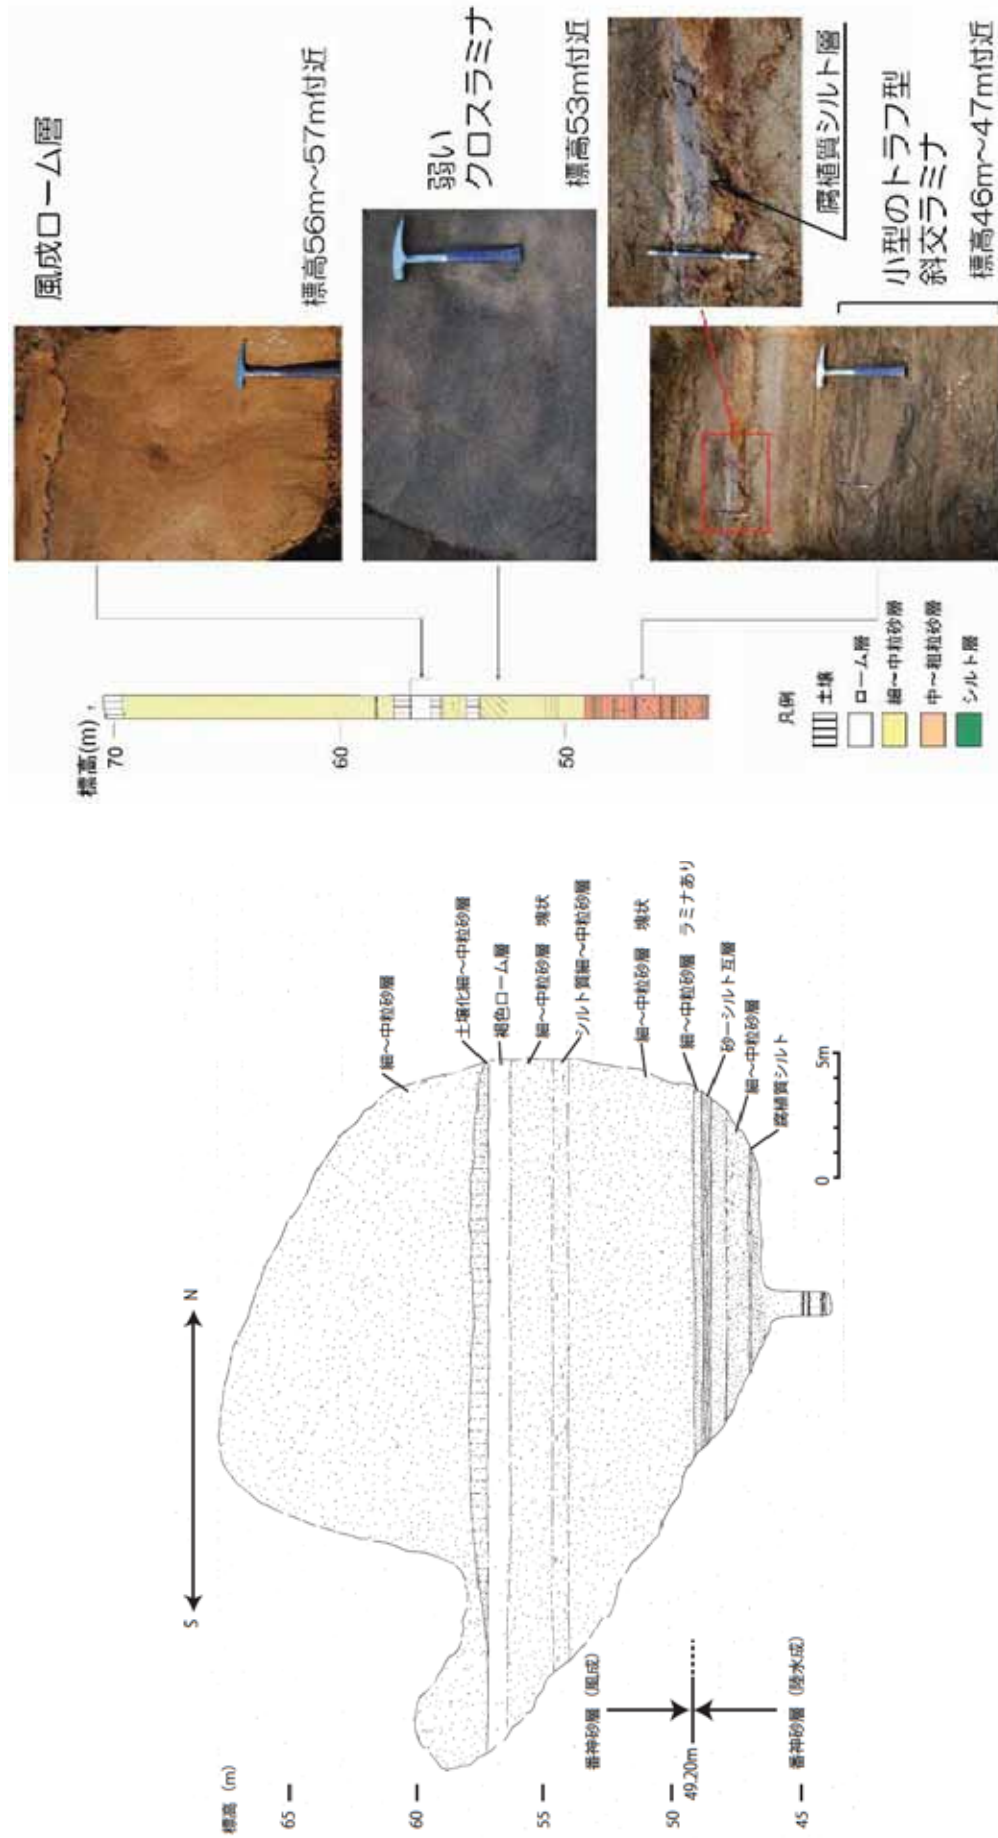 風成ローム層
標高56m〜57m付近
弱い
クロスラミナ
標高53m付近
腐植質シルト層
小型のトラフ型
斜交ラミナ
標高46m〜47m付近
標高(m)
70
60
50
凡例
土壌
ローム層
細〜中粒砂層
中〜粗粒砂層
シルト層
S
N
標高 (m)
65
60
55
50
45
細〜中粒砂層
土壌化細〜中粒砂層
褐色ローム層
細〜中粒砂層 塊状
シルト質細〜中粒砂層
細〜中粒砂層 塊状
細〜中粒砂層 ラミナあり
砂ーシルト互層
細〜中粒砂層
腐植質シルト
0
5m
番神砂層 (風成)
49.20m
番神砂層 (陸水成)